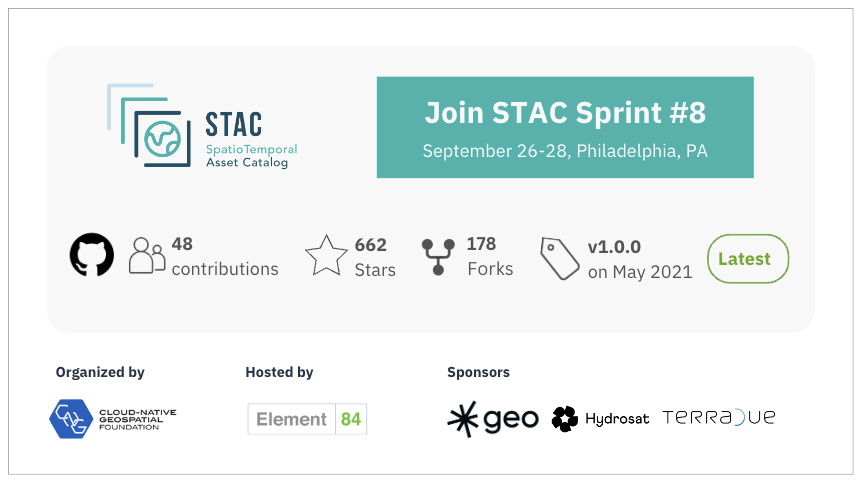 STAC
SpatioTemporal
Asset Catalog
Join STAC Sprint #8
September 26-28, Philadelphia, PA
48
contributions
662
Stars
178
Forks
v1.0.0
on May 2021
Latest
Organized by
Hosted by
Sponsors
CNG
CLOUD-NATIVE
GEOSPATIAL
FOUNDATION
Element 84
geo
Hydrosat
TERRADUE